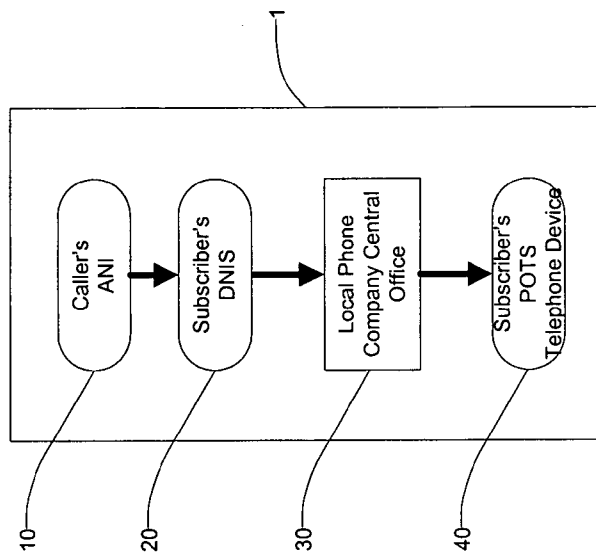 1
10
Caller's
ANI
20
Subscriber's
DNIS
30
Local Phone
Company Central
Office
40
Subscriber's
POTS
Telephone Device